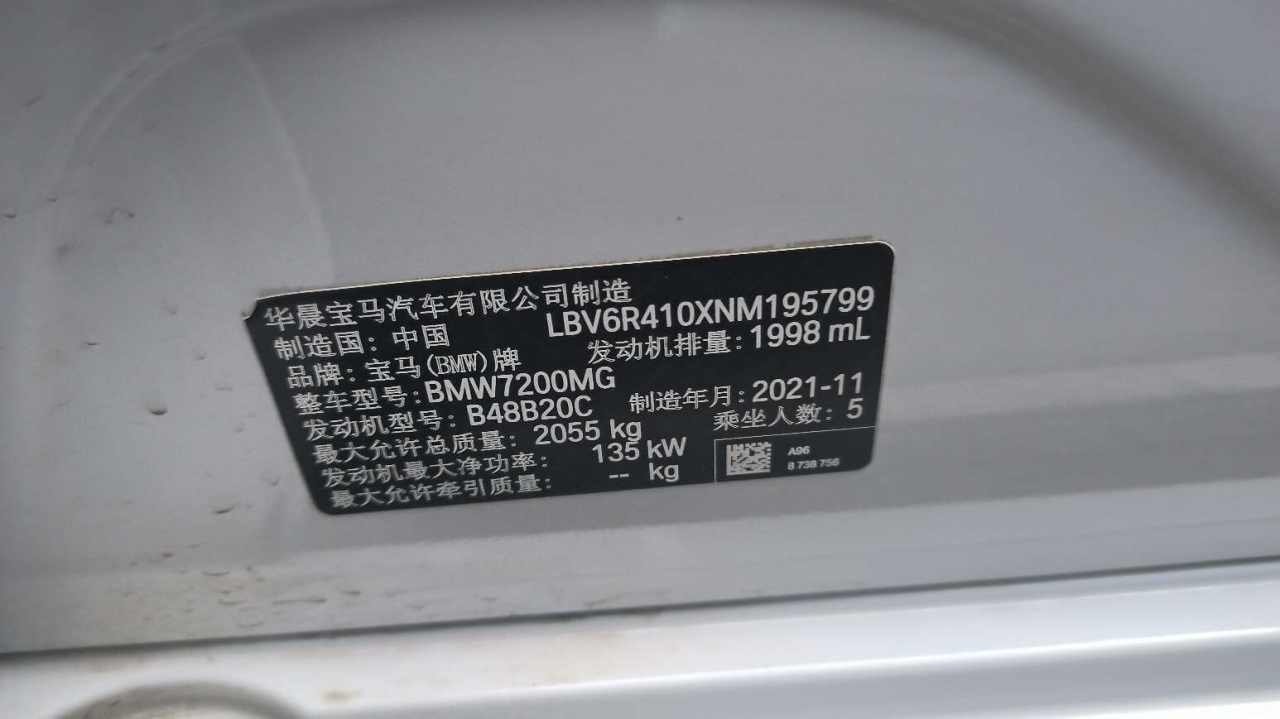 华晨宝马汽车有限公司制造
制造国：中国 LBV6R410XNM195799
品牌：宝马(BMW)牌 发动机排量：1998 mL
整车型号：BMW7200MG
发动机型号：B48B20C 制造年月：2021-11
最大允许总质量：2055 kg 乘坐人数：5
发动机最大净功率：135 kW
最大允许牵引质量：-- kg
A96
8 738 756